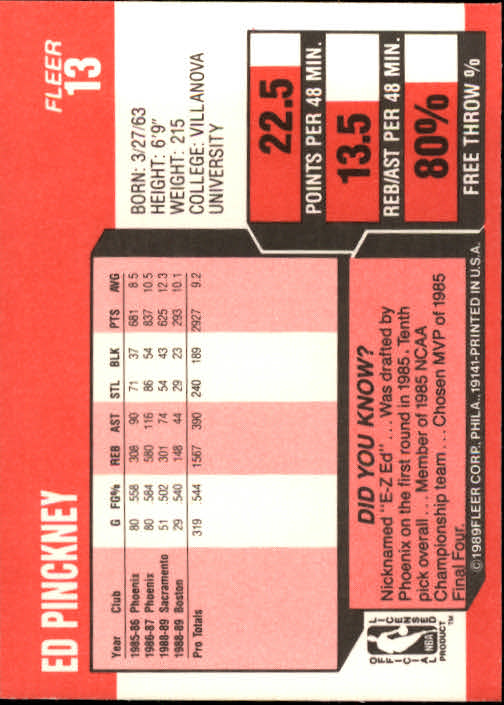 ED PINCKNEY
FLEER
13
BORN: 3/27/63
HEIGHT: 6'9"
WEIGHT: 215
COLLEGE: VILLANOVA
UNIVERSITY
Year Club G FG% REB AST STL BLK PTS AVG
1985-86 Phoenix 80 .558 308 90 71 37 681 8.5
1986-87 Phoenix 80 .584 580 116 86 54 837 10.5
1988-89 Sacramento 51 .502 301 74 54 43 625 12.3
1988-89 Boston 29 .540 148 44 29 23 293 10.1
Pro Totals 319 .544 1567 390 240 189 2927 9.2
22.5
POINTS PER 48 MIN.
13.5
REB/AST PER 48 MIN.
80%
FREE THROW %
DID YOU KNOW?
Nicknamed "E-Z Ed" . . . Was drafted by
Phoenix on the first round in 1985. Tenth
pick overall . . . Member of 1985 NCAA
Championship team . . . Chosen MVP of 1985
Final Four.
OFFICIAL
NBA
LICENSED
PRODUCT™
©1989 FLEER CORP., PHILA., 19141-PRINTED IN U.S.A.